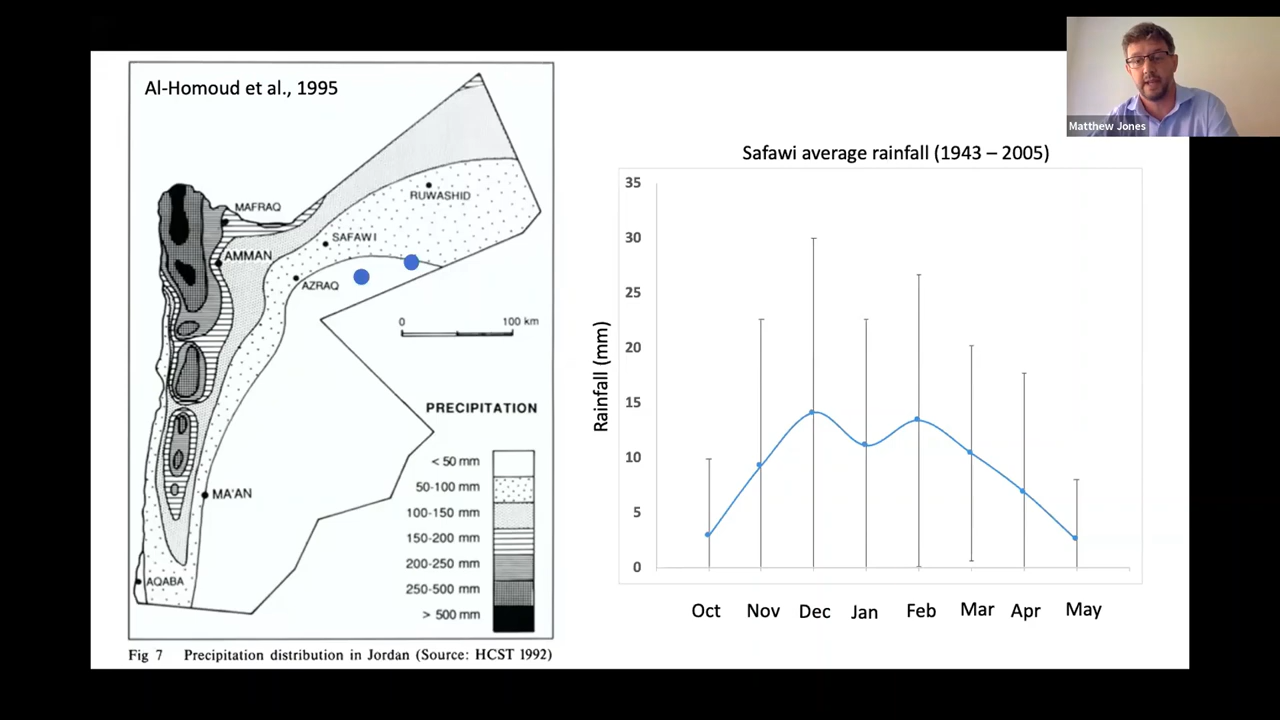 Al-Homoud et al., 1995
MAFRAQ
RUWASHID
SAFAWI
AMMAN
AZRAQ
0 100 km
PRECIPITATION
< 50 mm
50-100 mm
100-150 mm
150-200 mm
200-250 mm
250-500 mm
> 500 mm
MA'AN
AQABA
Fig 7 Precipitation distribution in Jordan (Source: HCST 1992)
Matthew Jones
Safawi average rainfall (1943 – 2005)
Rainfall (mm)
35
30
25
20
15
10
5
0
Oct Nov Dec Jan Feb Mar Apr May